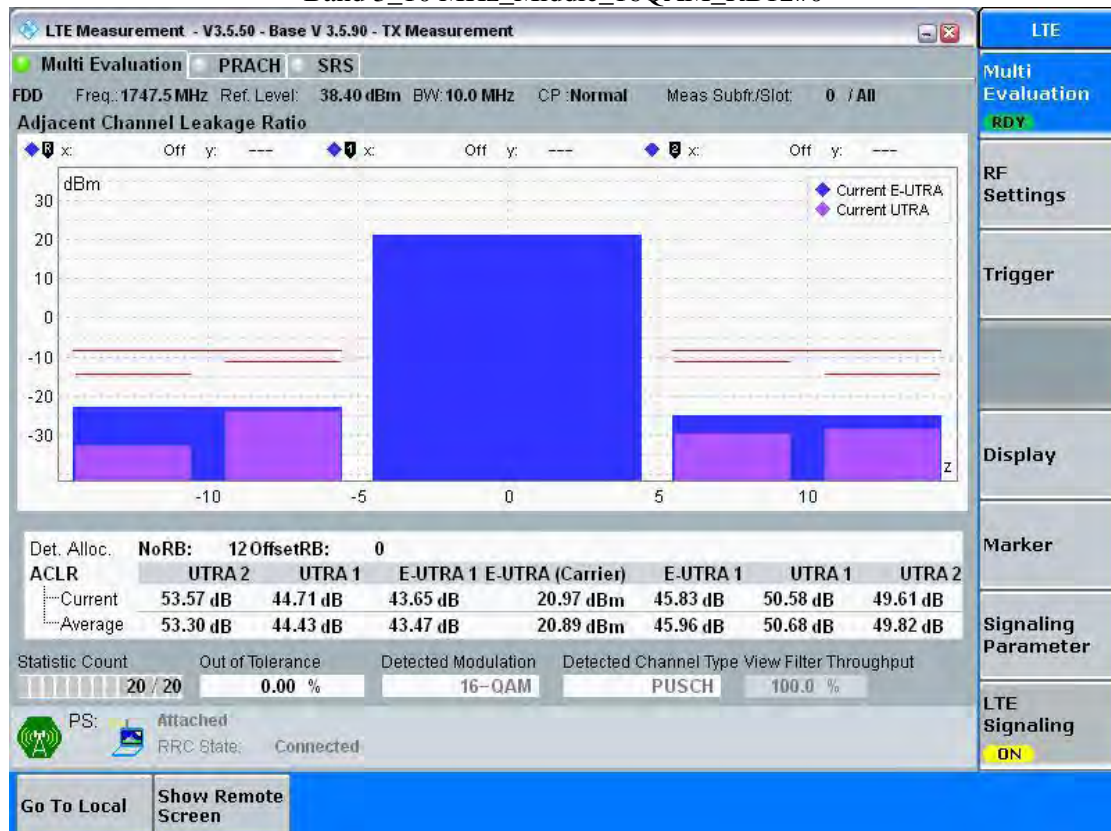 LTE Measurement - V3.5.50 - Base V 3.5.90 - TX Measurement
LTE
Multi Evaluation PRACH SRS
Multi
Evaluation
RDY
FDD Freq.: 1747.5 MHz Ref. Level: 38.40 dBm BW: 10.0 MHz CP :Normal Meas Subfr./Slot: 0 / All
Adjacent Channel Leakage Ratio
R x: Off y: --- 1 x: Off y: --- 2 x: Off y: ---
dBm
Current E-UTRA
Current UTRA
30
20
10
0
-10
-20
-30
z
-10 -5 0 5 10
RF
Settings
Trigger
Display
Marker
Signaling
Parameter
LTE
Signaling
ON
Det. Alloc. NoRB: 12 OffsetRB: 0
ACLR UTRA 2 UTRA 1 E-UTRA 1 E-UTRA (Carrier) E-UTRA 1 UTRA 1 UTRA 2
Current 53.57 dB 44.71 dB 43.65 dB 20.97 dBm 45.83 dB 50.58 dB 49.61 dB
Average 53.30 dB 44.43 dB 43.47 dB 20.89 dBm 45.96 dB 50.68 dB 49.82 dB
Statistic Count Out of Tolerance Detected Modulation Detected Channel Type View Filter Throughput
20 / 20 0.00 % 16-QAM PUSCH 100.0 %
PS: Attached
RRC State: Connected
Go To Local
Show Remote
Screen